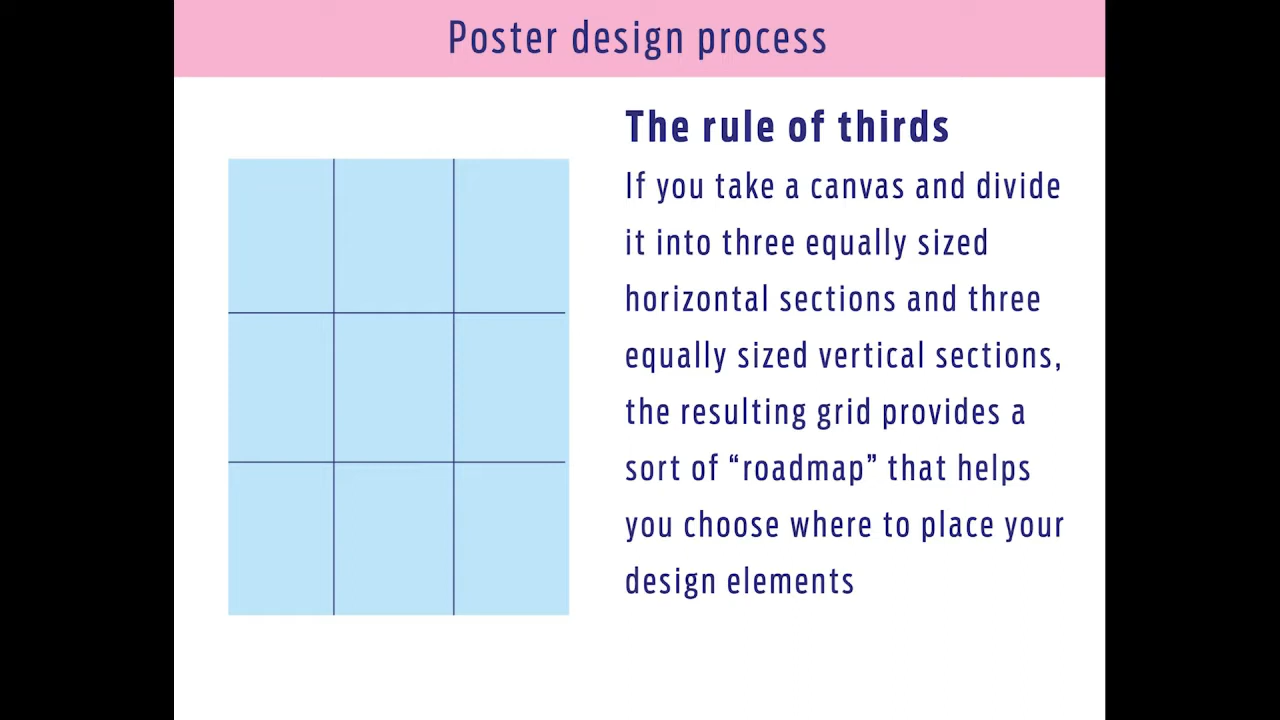 Poster design process
The rule of thirds
If you take a canvas and divide
it into three equally sized
horizontal sections and three
equally sized vertical sections,
the resulting grid provides a
sort of “roadmap” that helps
you choose where to place your
design elements